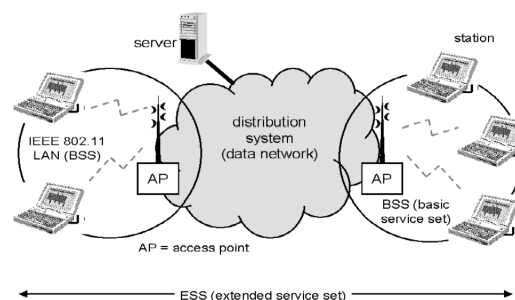 server
station
IEEE 802.11
LAN (BSS)
distribution
system
(data network)
AP
AP
BSS (basic
service set)
AP = access point
ESS (extended service set)